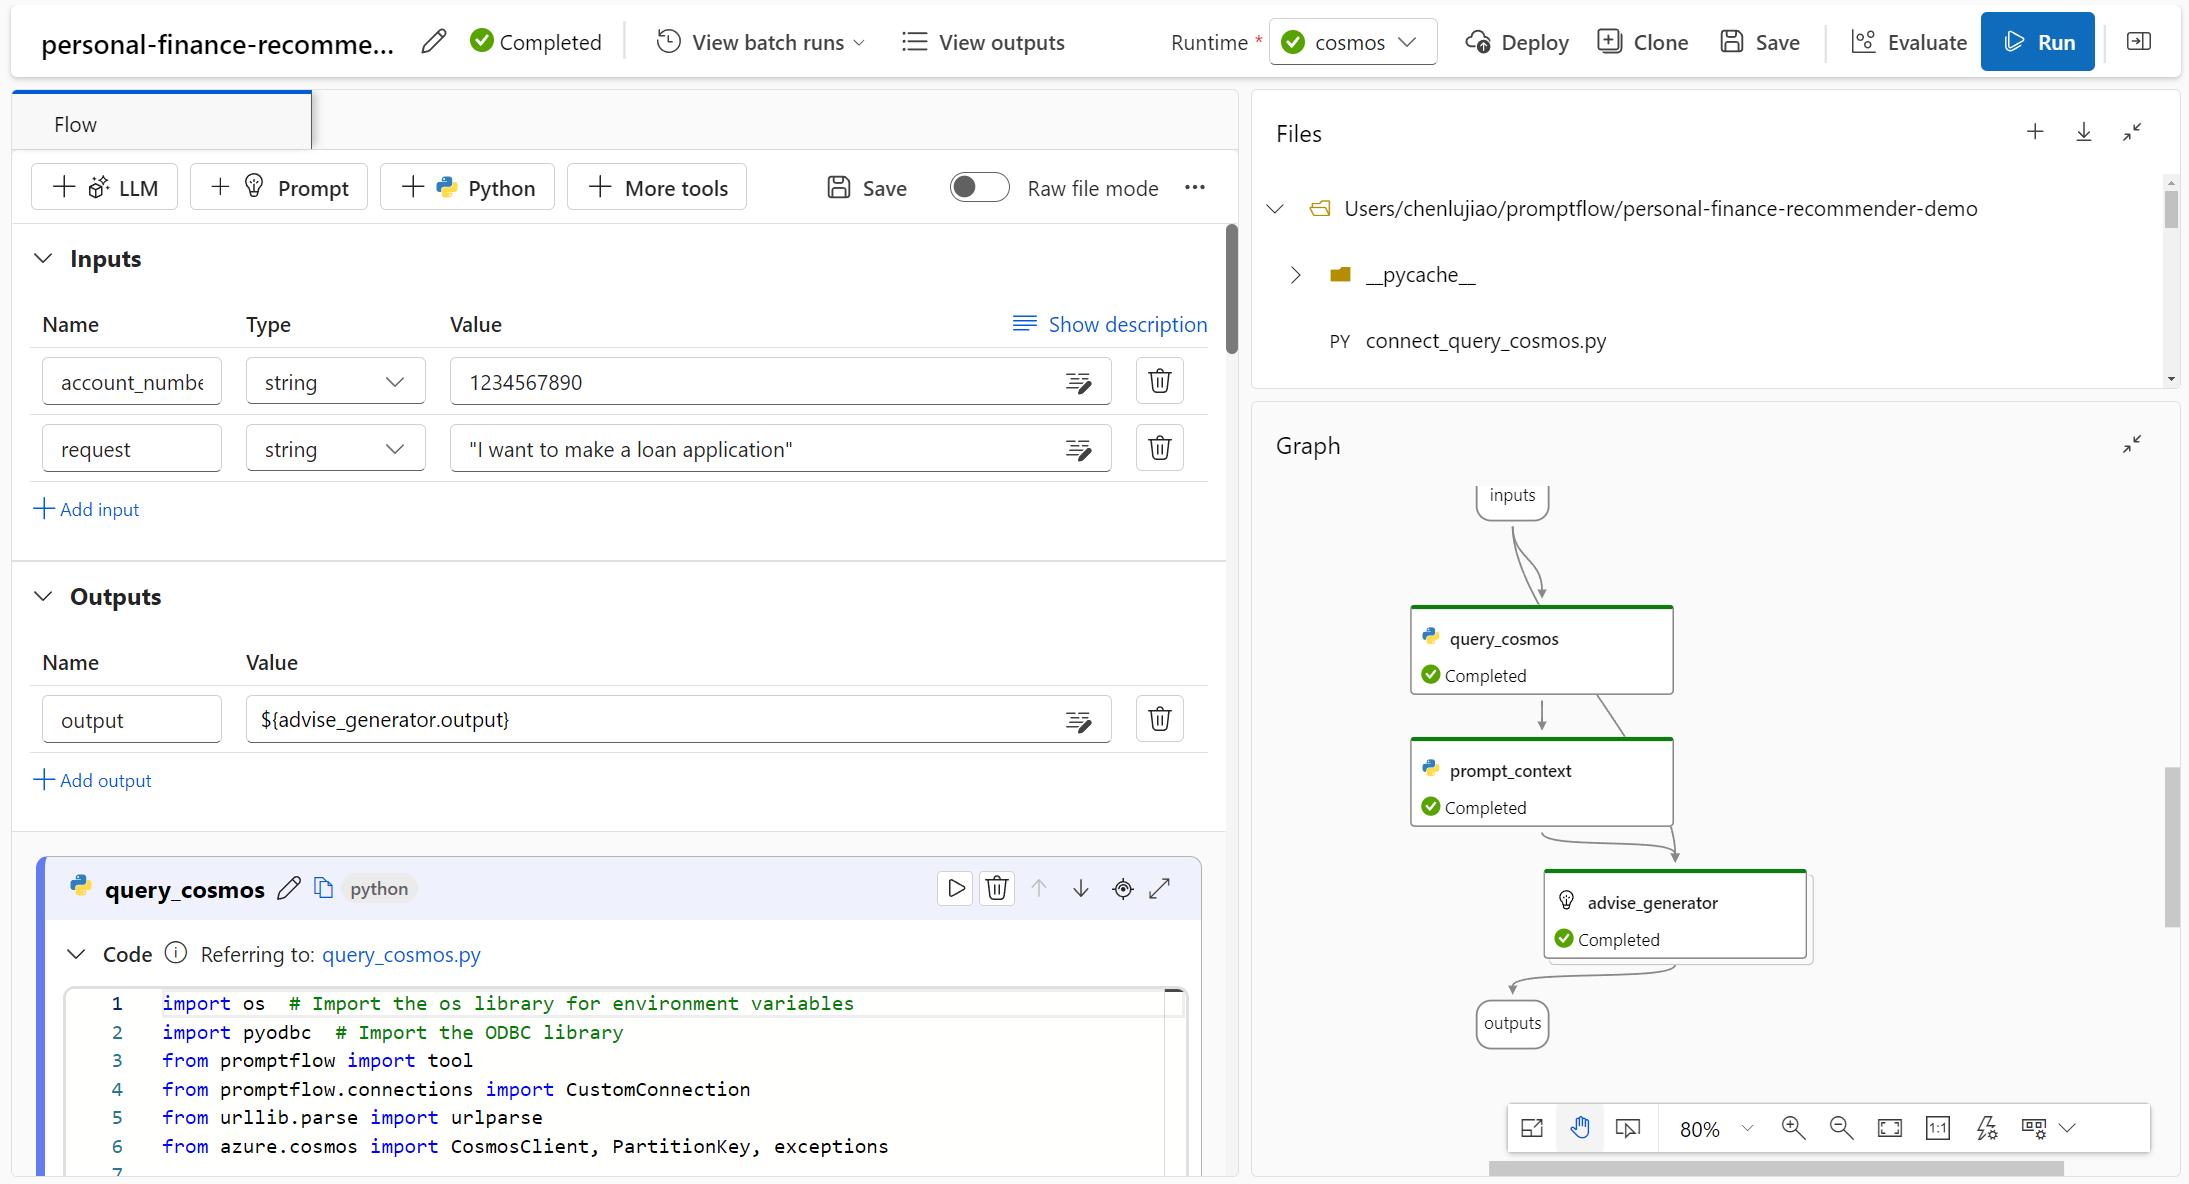 personal-finance-recomme...
Completed
View batch runs
View outputs
Runtime *
cosmos
Deploy
Clone
Save
Evaluate
Run
Flow
LLM
Prompt
Python
More tools
Save
Raw file mode
Inputs
Name Type Value Show description
account_numbe string 1234567890
request string "I want to make a loan application"
Add input
Outputs
Name Value
output ${advise_generator.output}
Add output
query_cosmos python
Code Referring to: query_cosmos.py
1 import os  # Import the os library for environment variables
2 import pyodbc  # Import the ODBC library
3 from promptflow import tool
4 from promptflow.connections import CustomConnection
5 from urllib.parse import urlparse
6 from azure.cosmos import CosmosClient, PartitionKey, exceptions
7
Files
Users/chenlujiao/promptflow/personal-finance-recommender-demo
__pycache__
PY connect_query_cosmos.py
Graph
inputs
query_cosmos
Completed
prompt_context
Completed
advise_generator
Completed
outputs
80%
1:1